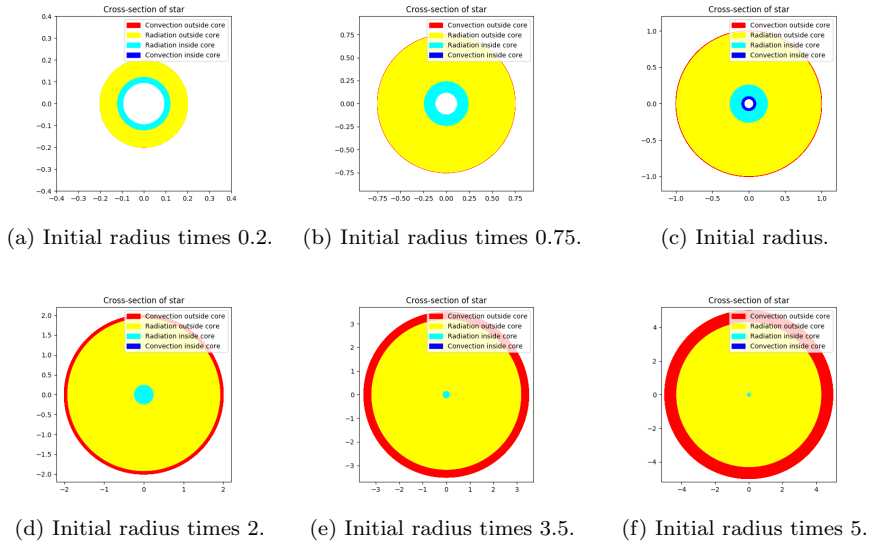 Cross-section of star
Convection outside core
Radiation outside core
Radiation inside core
Convection inside core
0.4
0.3
0.2
0.1
0.0
−0.1
−0.2
−0.3
−0.4
−0.4 −0.3 −0.2 −0.1 0.0 0.1 0.2 0.3 0.4
(a) Initial radius times 0.2.
Cross-section of star
Convection outside core
Radiation outside core
Radiation inside core
Convection inside core
0.75
0.50
0.25
0.00
−0.25
−0.50
−0.75
−0.75 −0.50 −0.25 0.00 0.25 0.50 0.75
(b) Initial radius times 0.75.
Cross-section of star
Convection outside core
Radiation outside core
Radiation inside core
Convection inside core
1.0
0.5
0.0
−0.5
−1.0
−1.0 −0.5 0.0 0.5 1.0
(c) Initial radius.
Cross-section of star
Convection outside core
Radiation outside core
Radiation inside core
Convection inside core
2.0
1.5
1.0
0.5
0.0
−0.5
−1.0
−1.5
−2.0
−2 −1 0 1 2
(d) Initial radius times 2.
Cross-section of star
Convection outside core
Radiation outside core
Radiation inside core
Convection inside core
3
2
1
0
−1
−2
−3
−3 −2 −1 0 1 2 3
(e) Initial radius times 3.5.
Cross-section of star
Convection outside core
Radiation outside core
Radiation inside core
Convection inside core
4
2
0
−2
−4
−4 −2 0 2 4
(f) Initial radius times 5.